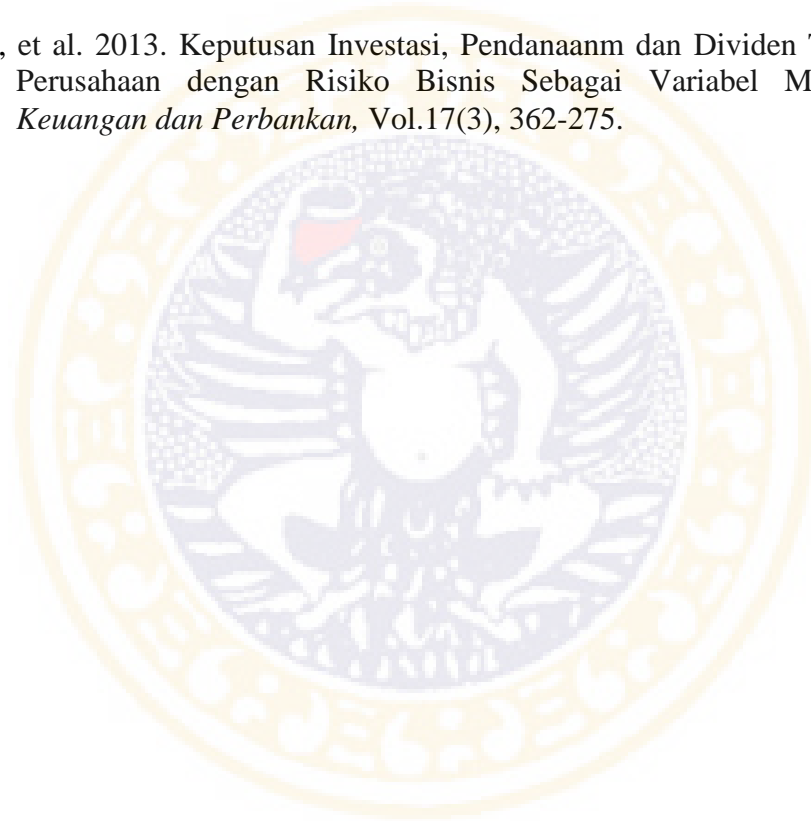 , et al. 2013. Keputusan Investasi, Pendanaanm dan Dividen
Perusahaan dengan Risiko Bisnis Sebagai Variabel
Keuangan dan Perbankan, Vol.17(3), 362-275.